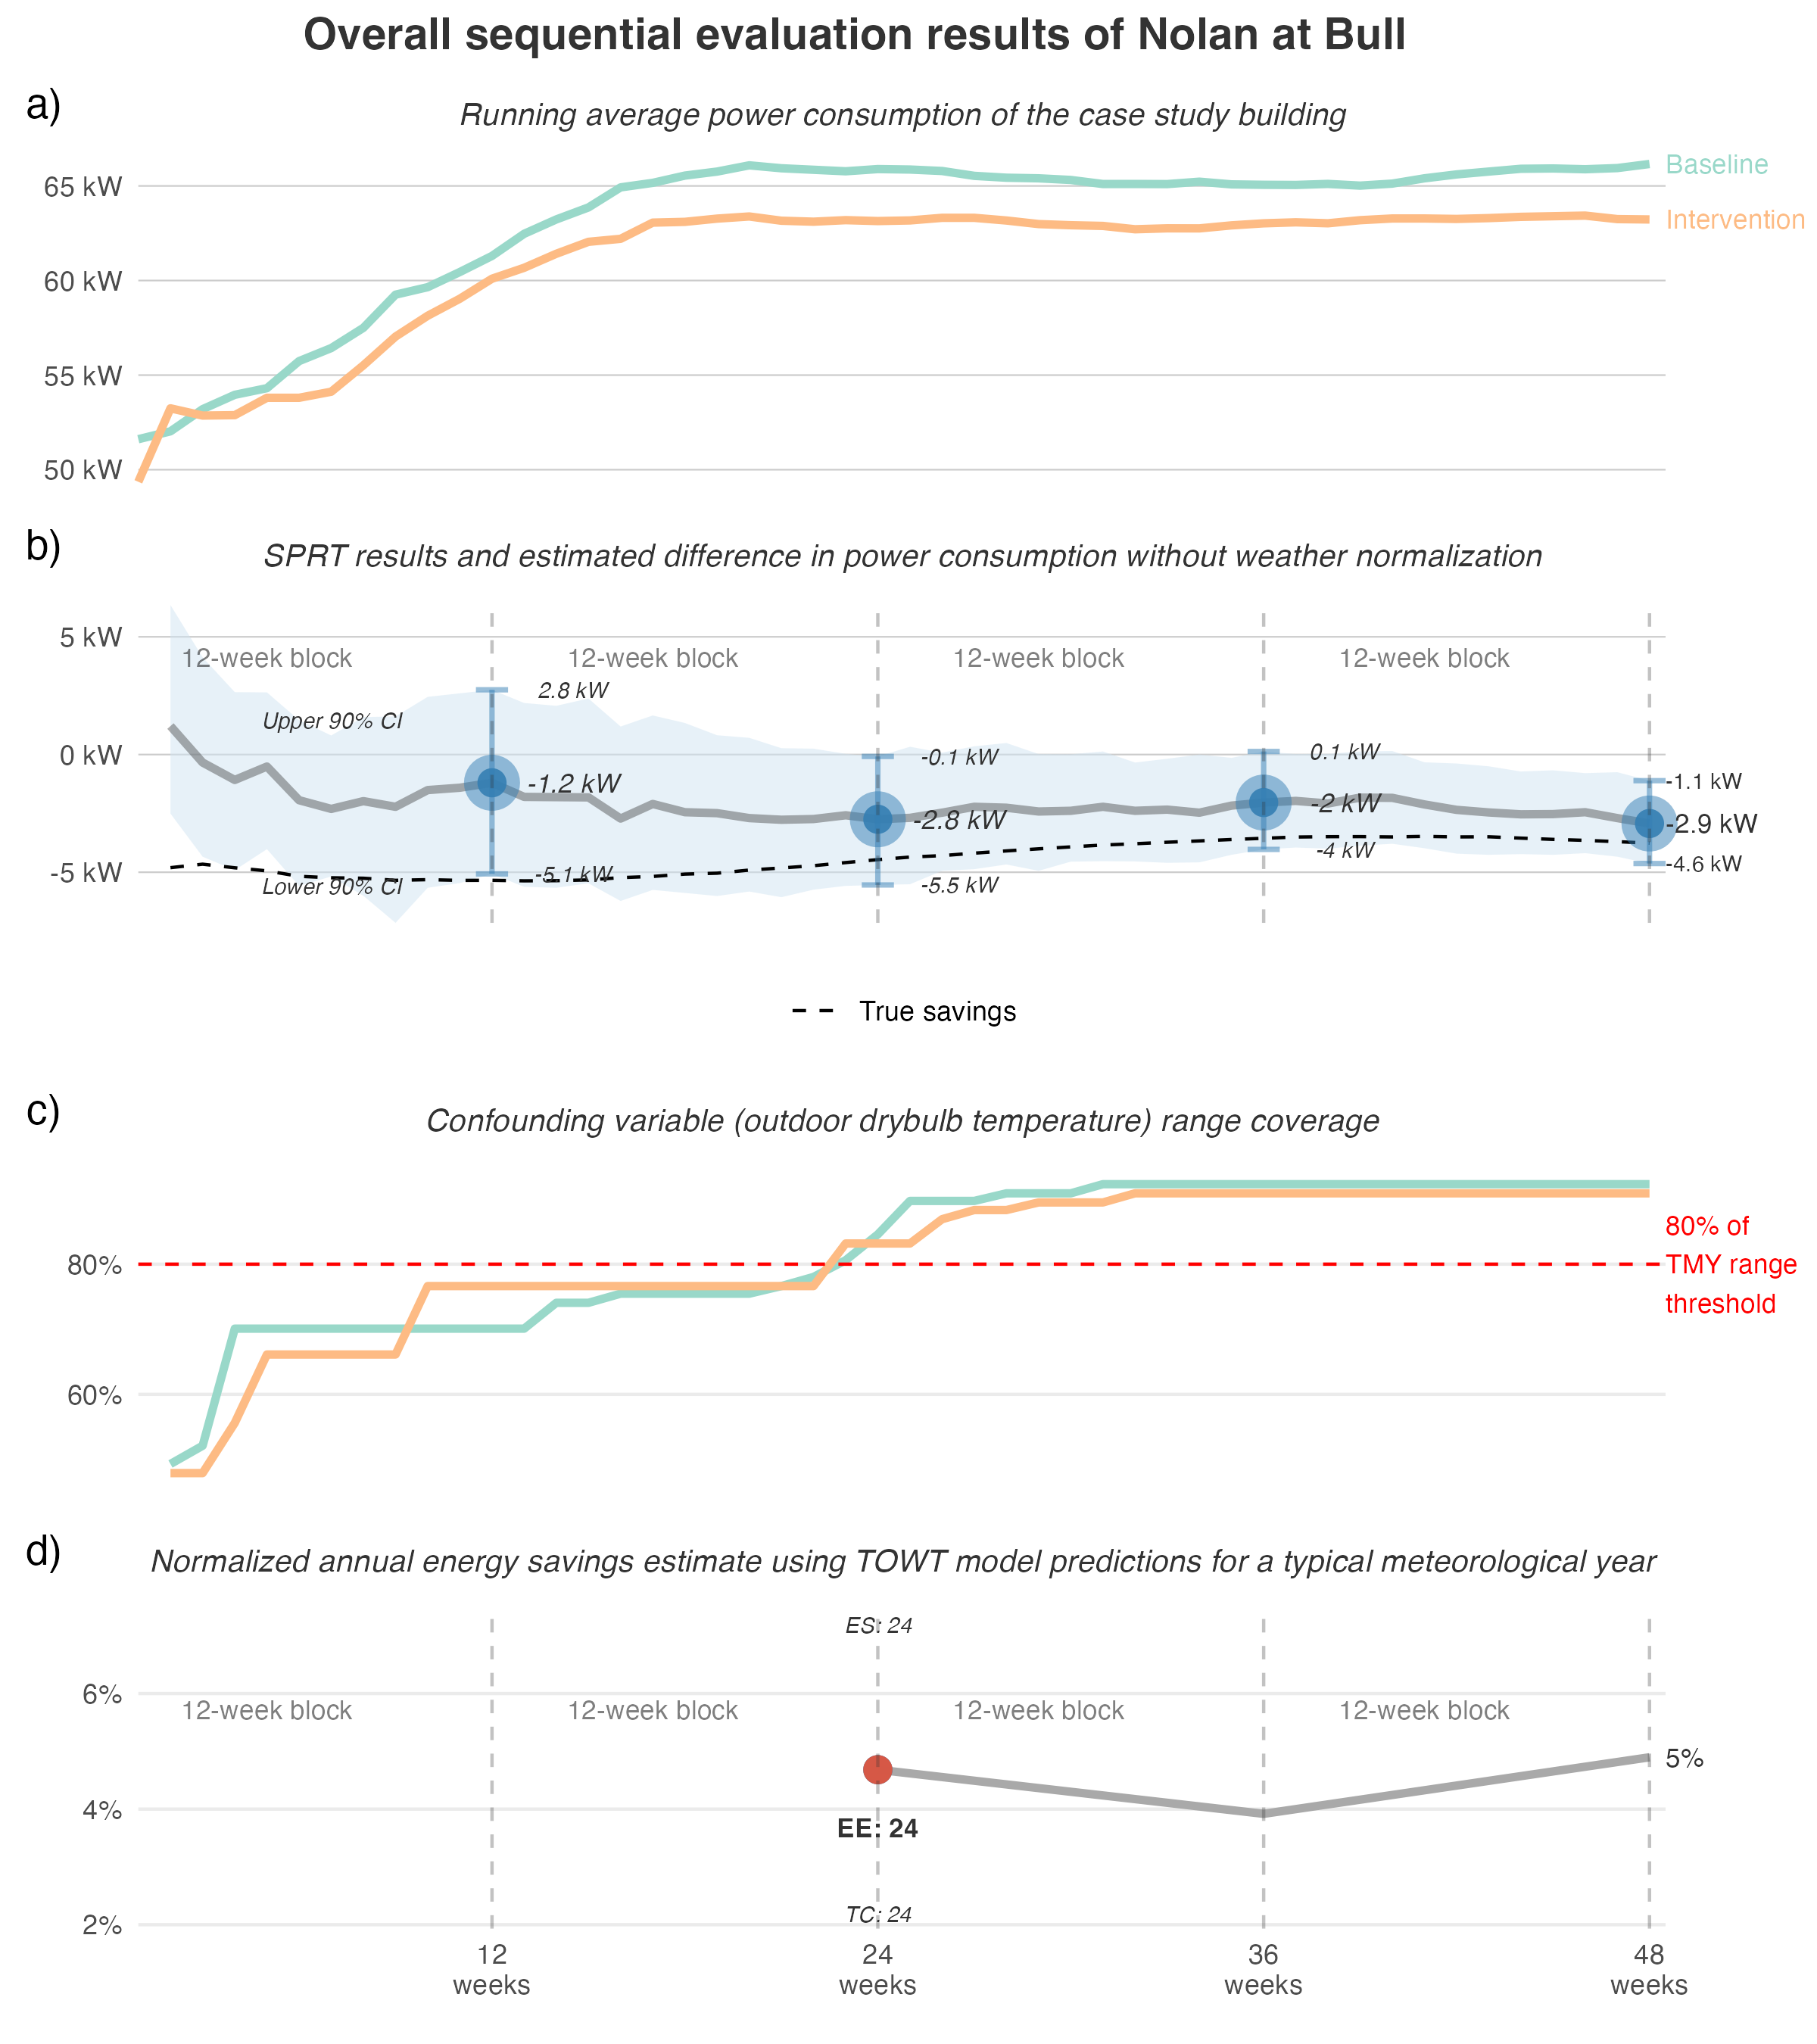 Overall sequential evaluation results of Nolan at Bull
a)
Running average power consumption of the case study building
65 kW
60 kW
55 kW
50 kW
Baseline
Intervention
b)
SPRT results and estimated difference in power consumption without weather normalization
5 kW
0 kW
-5 kW
12-week block
12-week block
12-week block
12-week block
Upper 90% CI
Lower 90% CI
2.8 kW
-1.2 kW
-5.1 kW
-0.1 kW
-2.8 kW
-5.5 kW
0.1 kW
-2 kW
-4 kW
-1.1 kW
-2.9 kW
-4.6 kW
True savings
c)
Confounding variable (outdoor drybulb temperature) range coverage
80%
60%
80% of
TMY range
threshold
d)
Normalized annual energy savings estimate using TOWT model predictions for a typical meteorological year
ES: 24
6%
12-week block
12-week block
12-week block
12-week block
5%
4%
EE: 24
TC: 24
2%
12
weeks
24
weeks
36
weeks
48
weeks